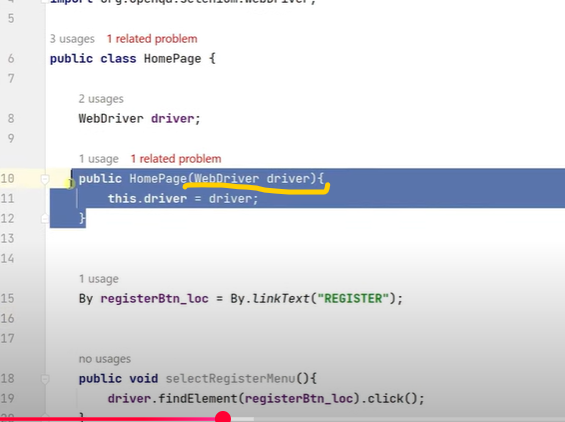 4 import org.openqa.selenium.WebDriver;
5
3 usages 1 related problem
6 public class HomePage {
7
2 usages
8 WebDriver driver;
9
1 usage 1 related problem
10 public HomePage(WebDriver driver){
11 this.driver = driver;
12 }
13
14
1 usage
15 By registerBtn_loc = By.linkText("REGISTER");
16
17
no usages
18 public void selectRegisterMenu(){
19 driver.findElement(registerBtn_loc).click();
20 }